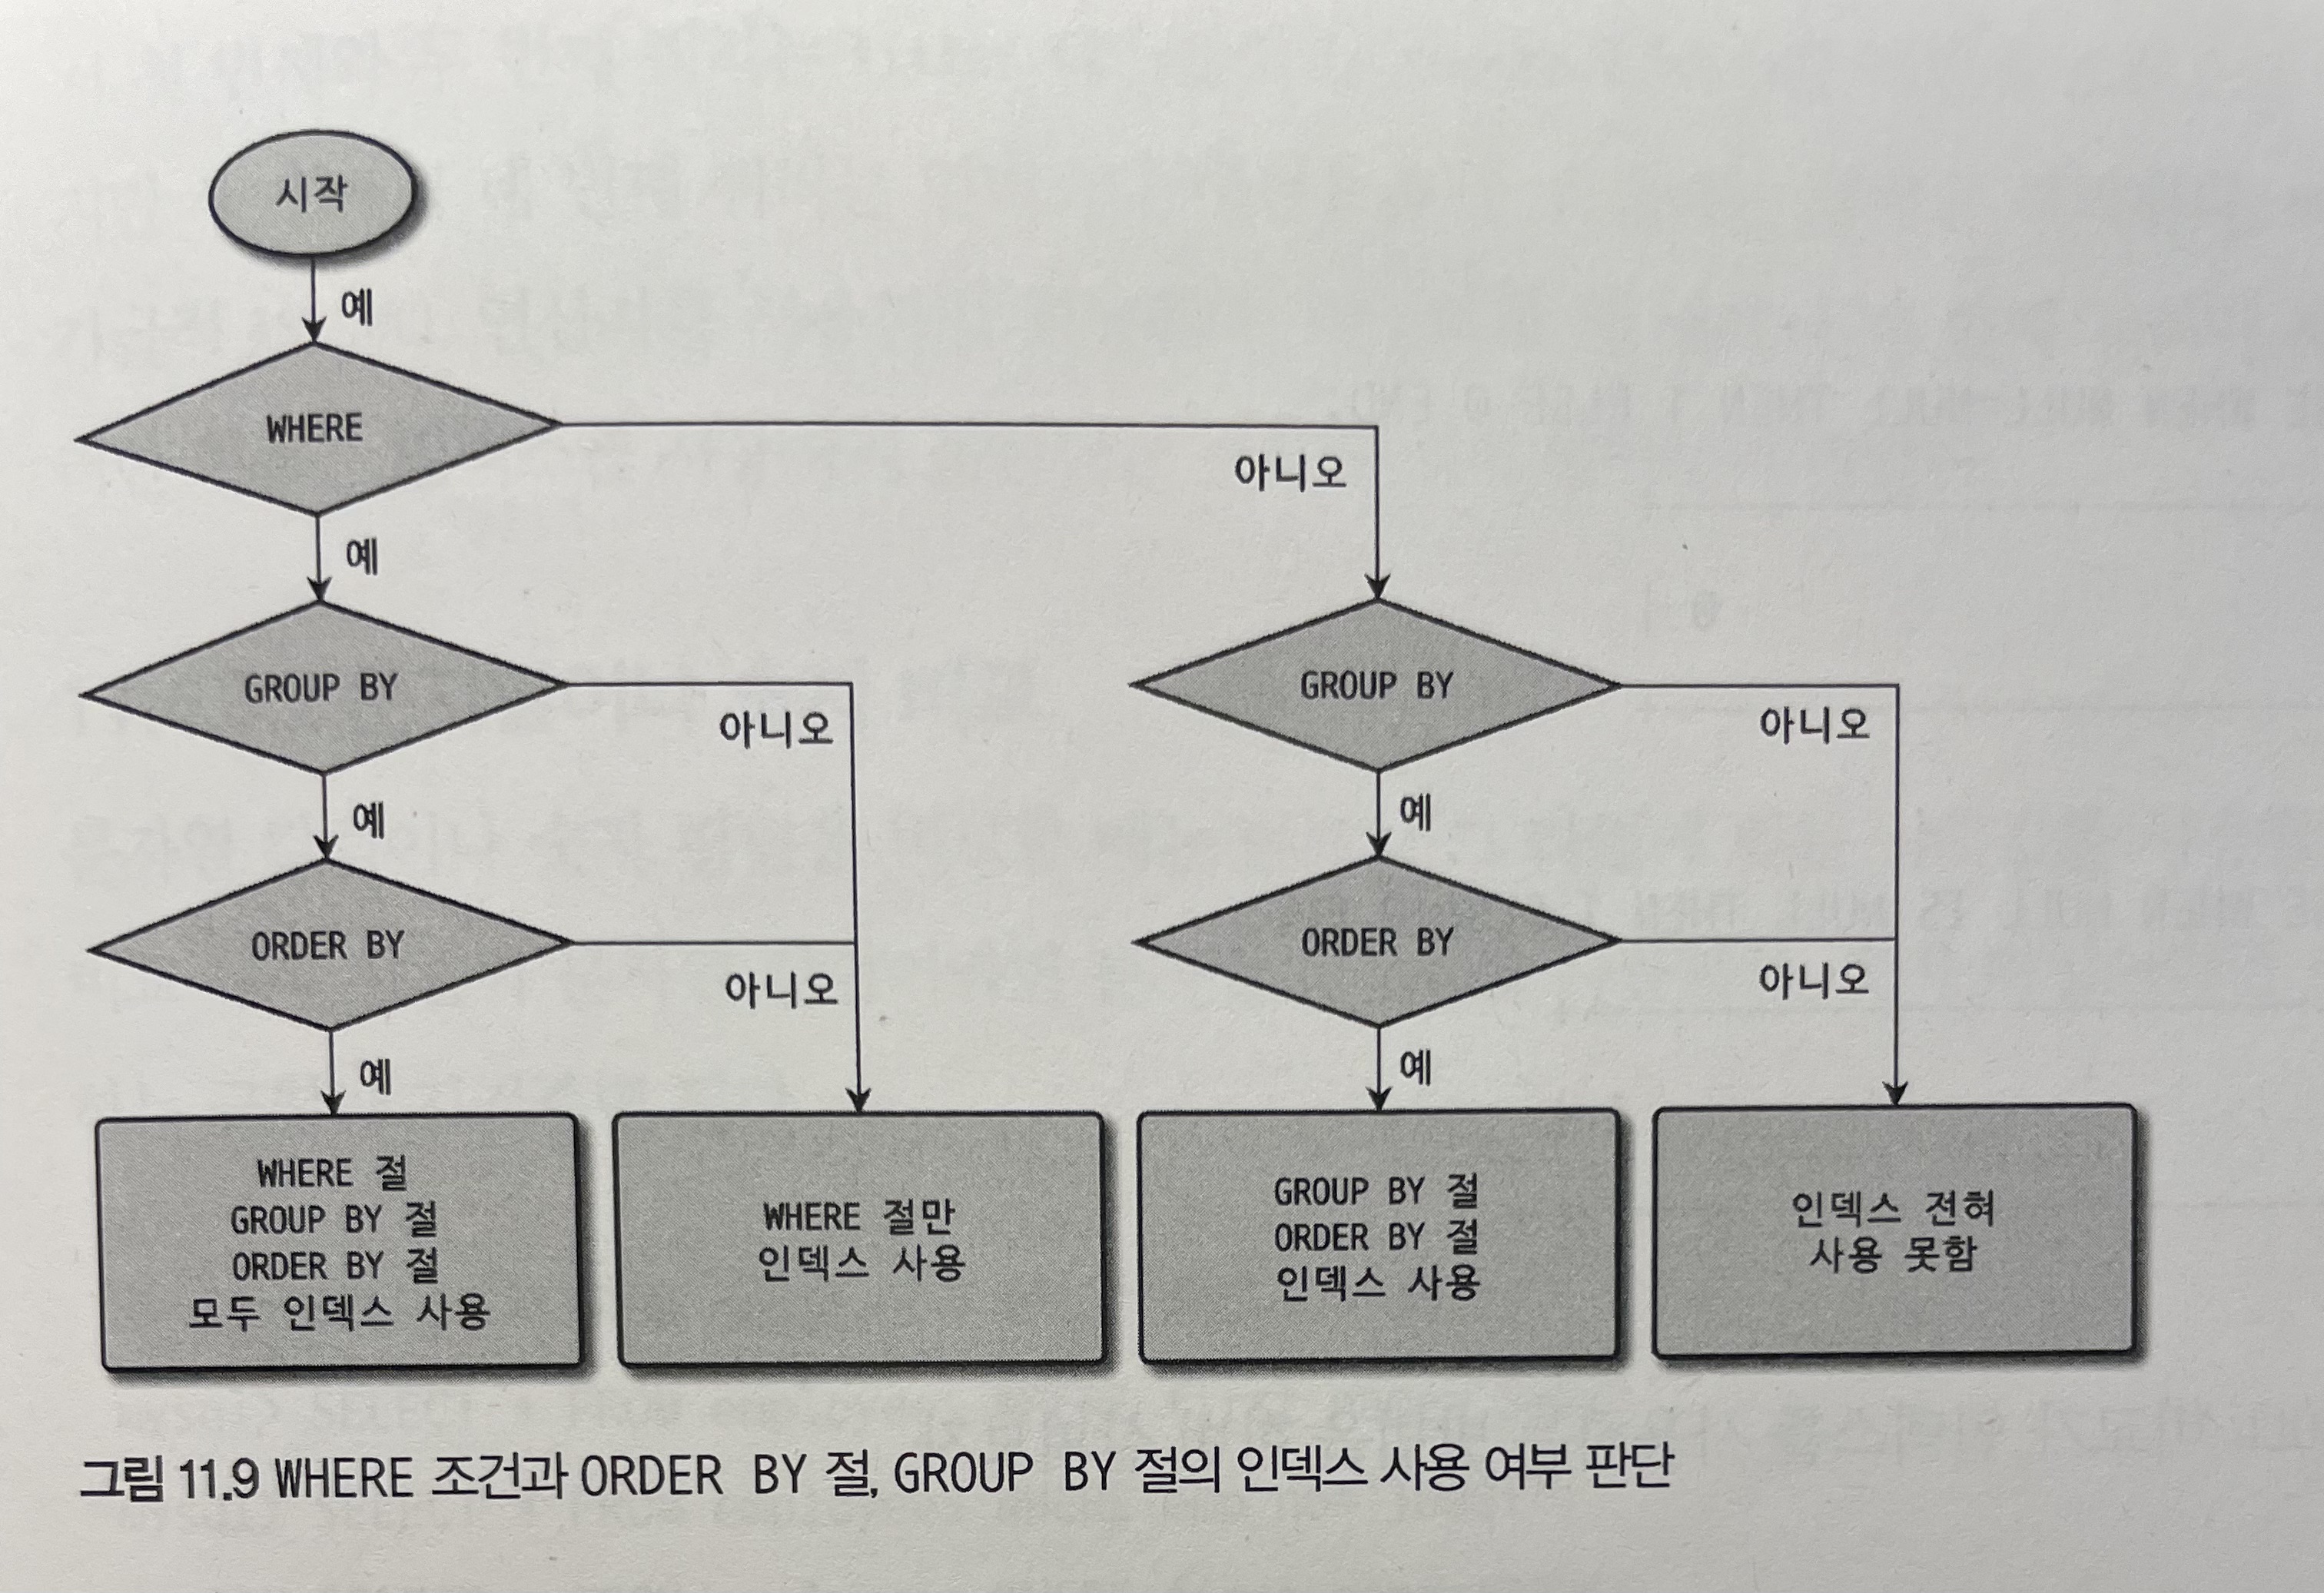 시작
예
WHERE
아니오
예
GROUP BY
아니오
GROUP BY
아니오
예
예
ORDER BY
아니오
ORDER BY
아니오
예
예
WHERE 절
GROUP BY 절
ORDER BY 절
모두 인덱스 사용
WHERE 절만
인덱스 사용
GROUP BY 절
ORDER BY 절
인덱스 사용
인덱스 전혀
사용 못함
그림 11.9 WHERE 조건과 ORDER BY 절, GROUP BY 절의 인덱스 사용 여부 판단